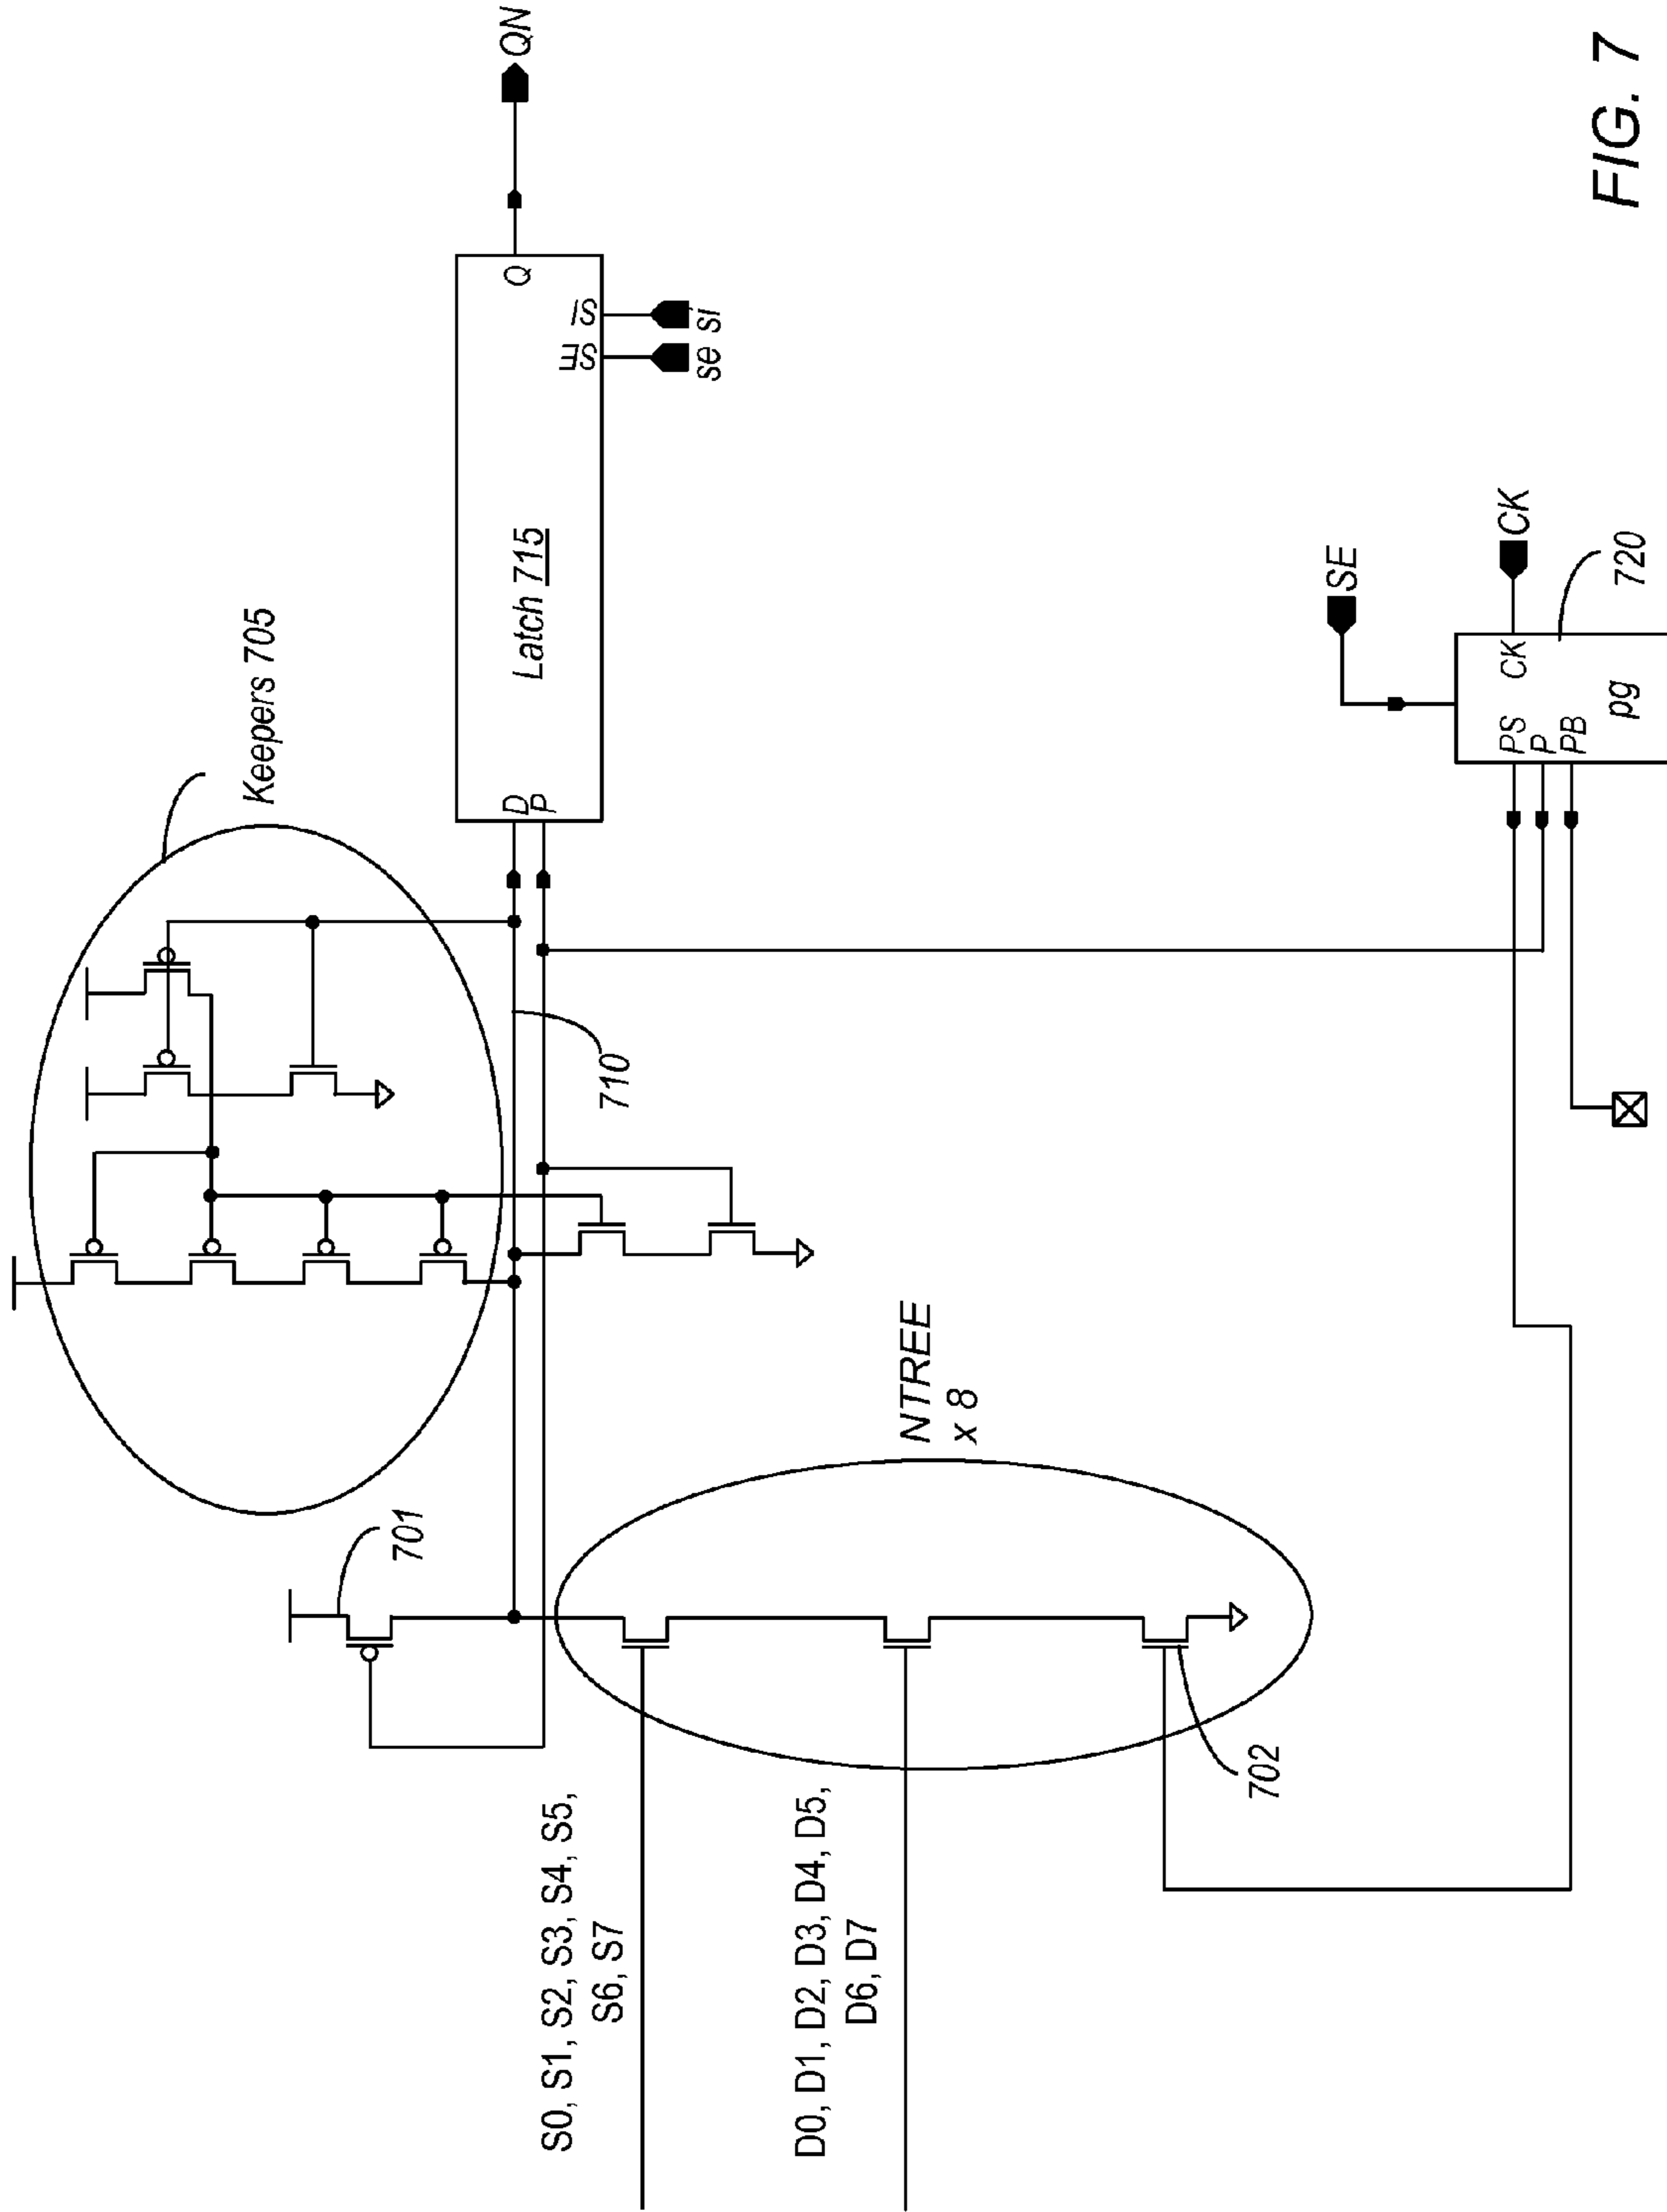 Keepers 705
701
710
D
P
Latch 715
Q
SE
SI
se si
QN
S0, S1, S2, S3, S4, S5,
S6, S7
D0, D1, D2, D3, D4, D5,
D6, D7
NTREE
x 8
702
SE
PS
P
PB
CK
pg
CK
720
FIG. 7